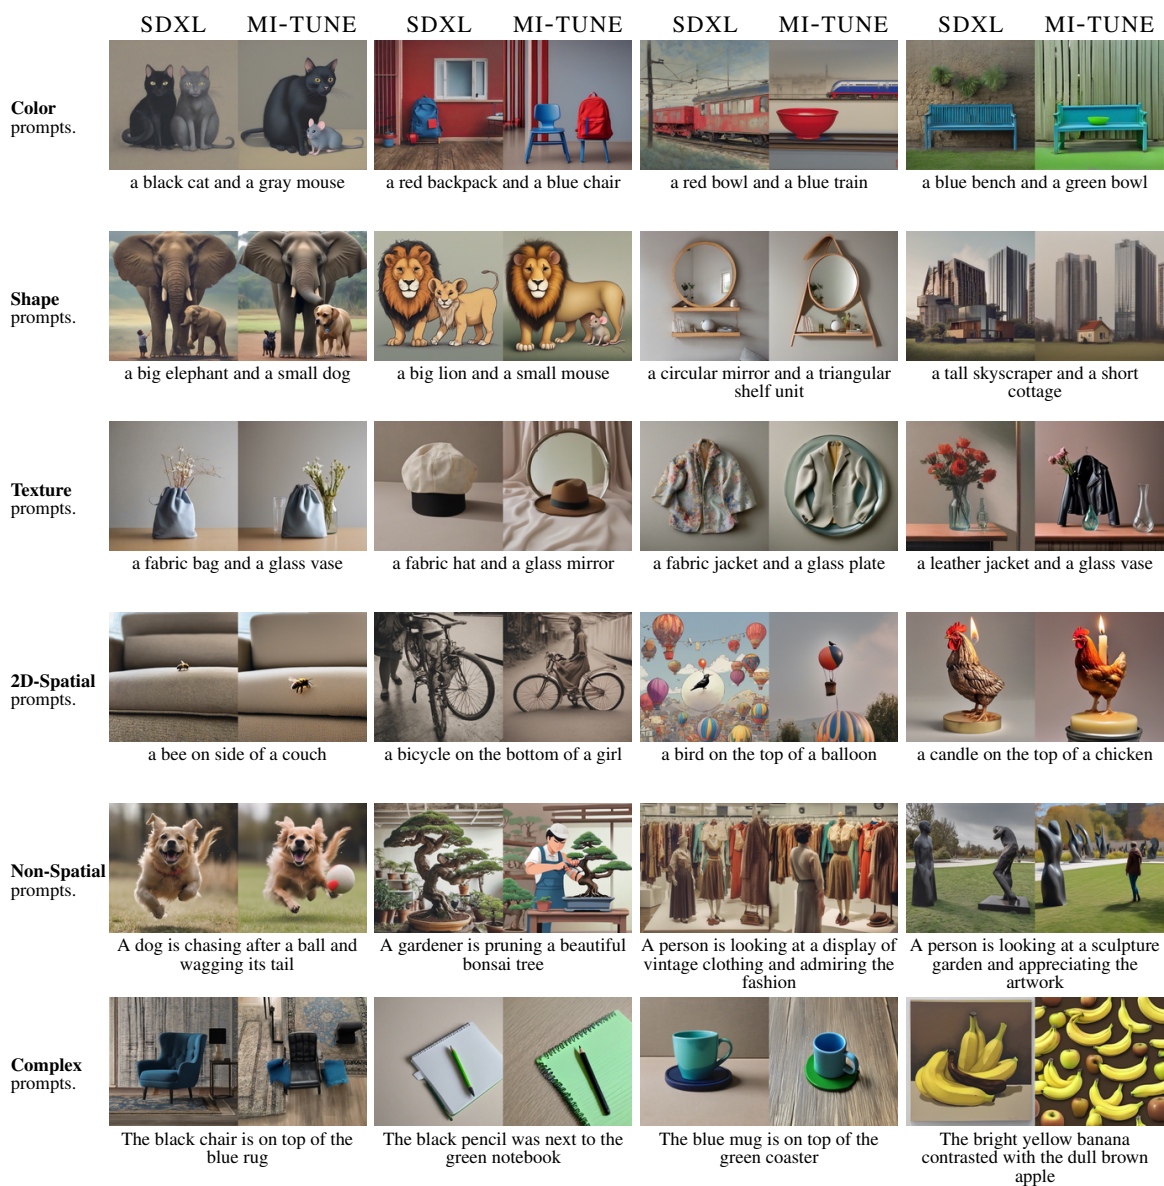 SDXL MI-TUNE SDXL MI-TUNE SDXL MI-TUNE SDXL MI-TUNE
Color
prompts.
a black cat and a gray mouse
a red backpack and a blue chair
a red bowl and a blue train
a blue bench and a green bowl
Shape
prompts.
a big elephant and a small dog
a big lion and a small mouse
a circular mirror and a triangular
shelf unit
a tall skyscraper and a short
cottage
Texture
prompts.
a fabric bag and a glass vase
a fabric hat and a glass mirror
a fabric jacket and a glass plate
a leather jacket and a glass vase
2D-Spatial
prompts.
a bee on side of a couch
a bicycle on the bottom of a girl
a bird on the top of a balloon
a candle on the top of a chicken
Non-Spatial
prompts.
A dog is chasing after a ball and
wagging its tail
A gardener is pruning a beautiful
bonsai tree
A person is looking at a display of
vintage clothing and admiring the
fashion
A person is looking at a sculpture
garden and appreciating the
artwork
Complex
prompts.
The black chair is on top of the
blue rug
The black pencil was next to the
green notebook
The blue mug is on top of the
green coaster
The bright yellow banana
contrasted with the dull brown
apple